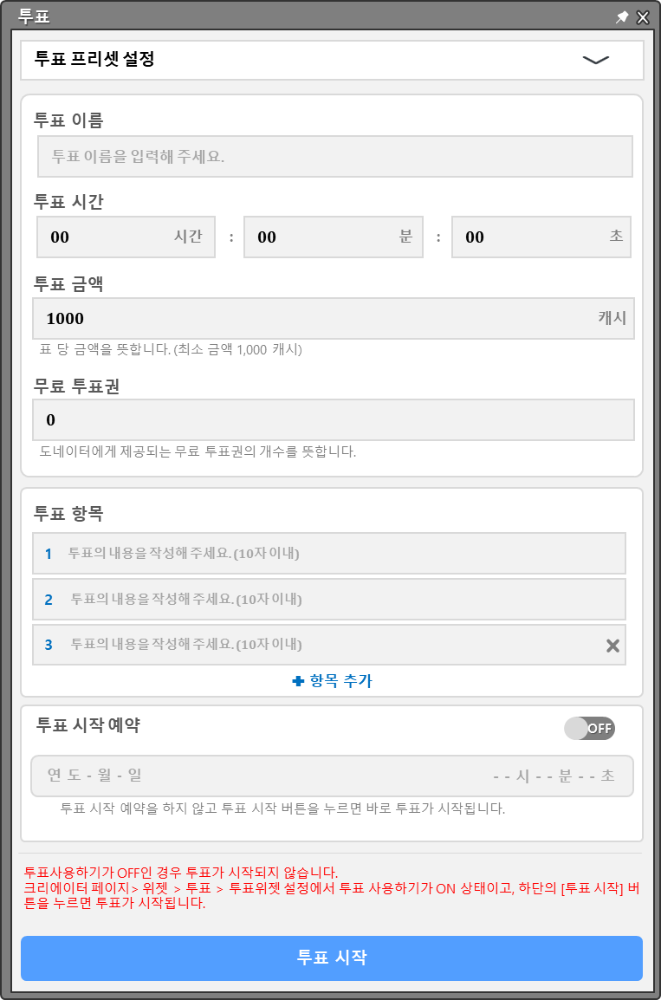 투표
투표 프리셋 설정
투표 이름
투표 이름을 입력해 주세요.
투표 시간
00 시간 : 00 분 : 00 초
투표 금액
1000 캐시
표 당 금액을 뜻합니다. (최소 금액 1,000 캐시)
무료 투표권
0
도네이터에게 제공되는 무료 투표권의 개수를 뜻합니다.
투표 항목
1 투표의 내용을 작성해 주세요. (10자 이내)
2 투표의 내용을 작성해 주세요. (10자 이내)
3 투표의 내용을 작성해 주세요. (10자 이내)
항목 추가
투표 시작 예약 OFF
연 도 - 월 - 일 - - 시 - - 분 - - 초
투표 시작 예약을 하지 않고 투표 시작 버튼을 누르면 바로 투표가 시작됩니다.
투표사용하기가 OFF인 경우 투표가 시작되지 않습니다.
크리에이터 페이지> 위젯 > 투표 > 투표위젯 설정에서 투표 사용하기가 ON 상태이고, 하단의 [투표 시작] 버
튼을 누르면 투표가 시작됩니다.
투표 시작